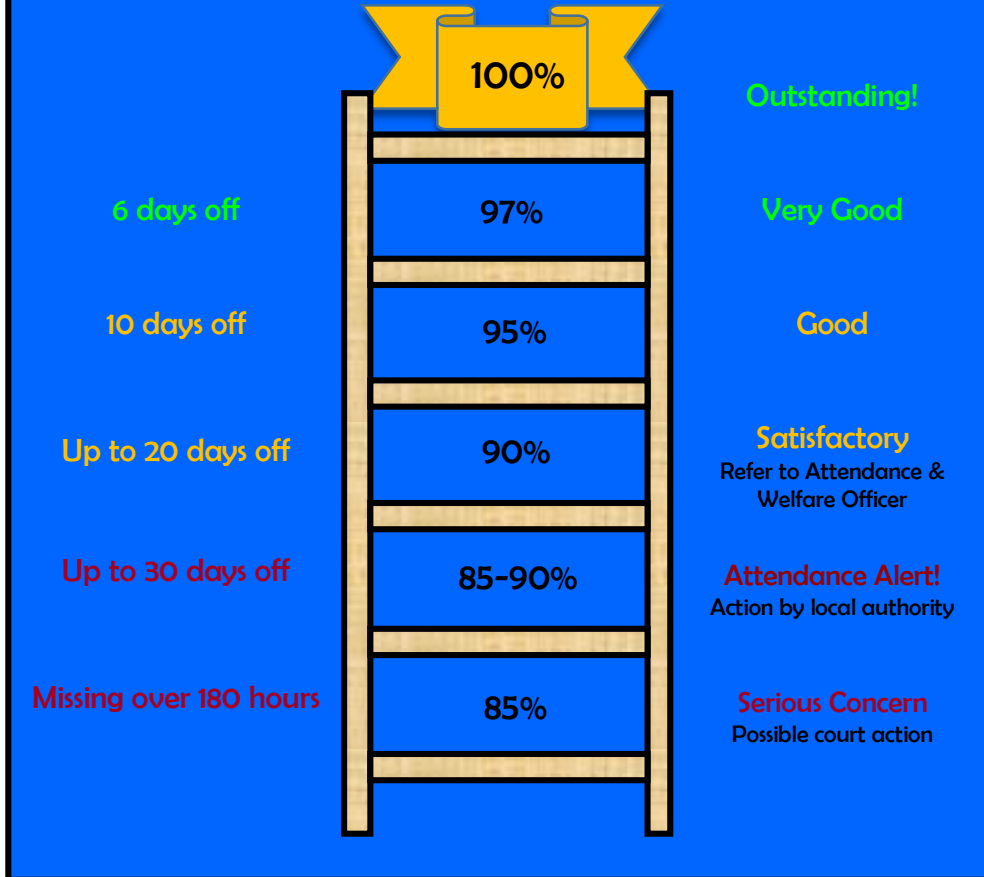 100%
Outstanding!
6 days off
97%
Very Good
10 days off
95%
Good
Up to 20 days off
90%
Satisfactory
Refer to Attendance &
Welfare Officer
Up to 30 days off
85-90%
Attendance Alert!
Action by local authority
Missing over 180 hours
85%
Serious Concern
Possible court action